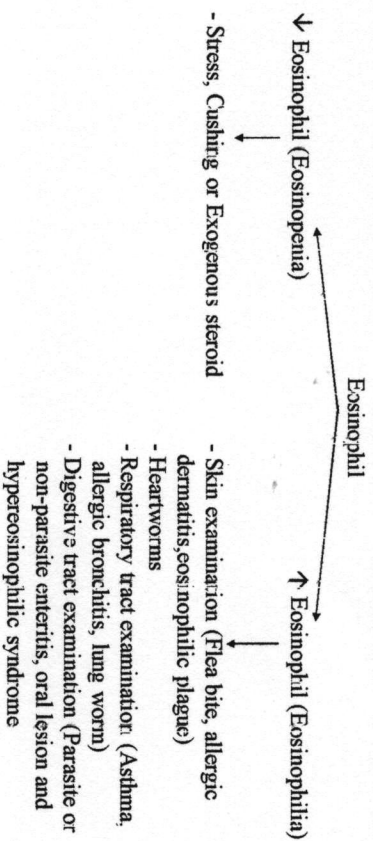 Eosinophil
↓ Eosinophil (Eosinopenia)
- Stress, Cushing or Exogenous steroid
↑ Eosinophil (Eosinophilia)
- Skin examination (Flea bite, allergic
dermatitis,eosinophilic plague)
- Heartworms
- Respiratory tract examination (Asthma,
allergic bronchitis, lung worm)
- Digestive tract examination (Parasite or
non-parasite enteritis, oral lesion and
hypereosinophilic syndrome